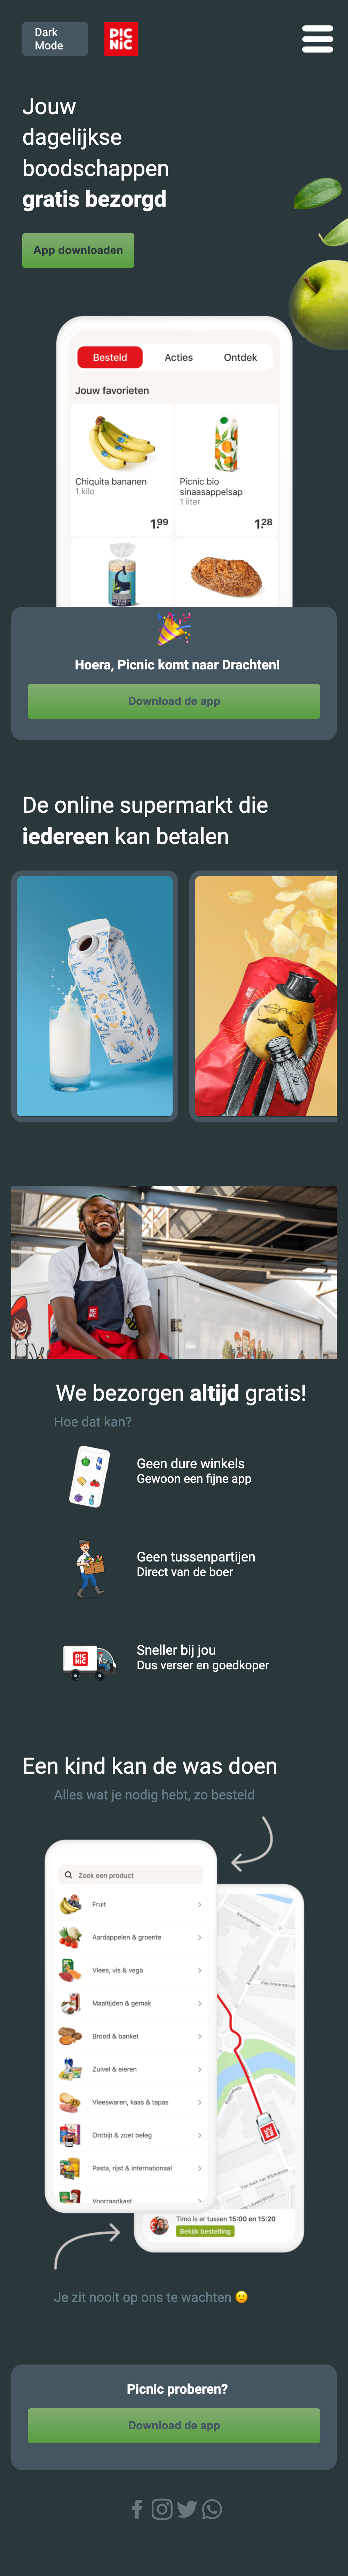 Dark
Mode
PIC
NIC
Jouw
dagelijkse
boodschappen
gratis bezorgd
App downloaden
Besteld Acties Ontdek
Jouw favorieten
Chiquita bananen
1 kilo
1.99
Picnic bio
sinaasappelsap
1 liter
1.28
Hoera, Picnic komt naar Drachten!
Download de app
De online supermarkt die
iedereen kan betalen
PIC
NIC
We bezorgen altijd gratis!
Hoe dat kan?
Geen dure winkels
Gewoon een fijne app
Geen tussenpartijen
Direct van de boer
PIC
NIC
Sneller bij jou
Dus verser en goedkoper
Een kind kan de was doen
Alles wat je nodig hebt, zo besteld
Zoek een product
Fruit
Aardappelen & groente
Vlees, vis & vega
Maaltijden & gemak
Brood & banket
Zuivel & eieren
Vleeswaren, kaas & tapas
Ontbijt & zoet beleg
Pasta, rijst & internationaal
Voorraadkast
Timo is er tussen 15:00 en 15:20
Bekijk bestelling
Je zit nooit op ons te wachten 🙂
Picnic proberen?
Download de app